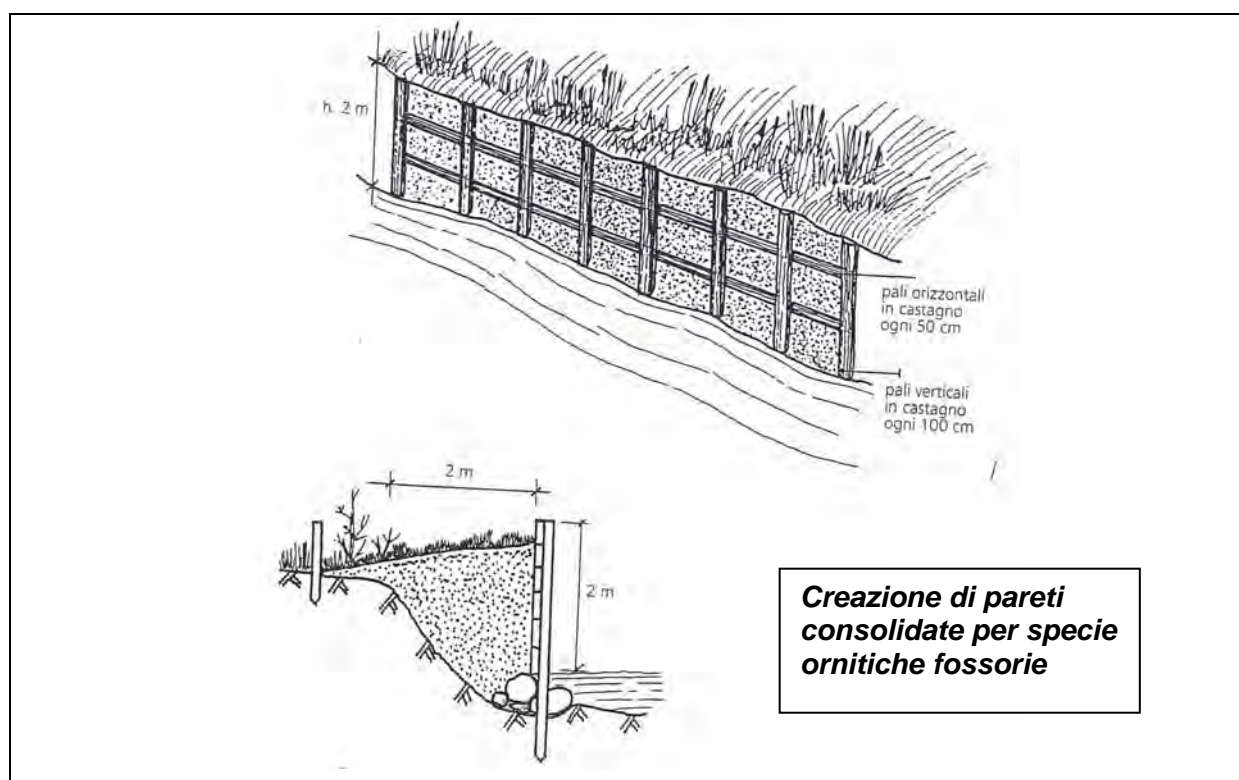 h. 2 m
pali orizzontali
in castagno
ogni 50 cm
pali verticali
in castagno
ogni 100 cm
2 m
2 m
Creazione di pareti
consolidate per specie
ornitiche fossorie